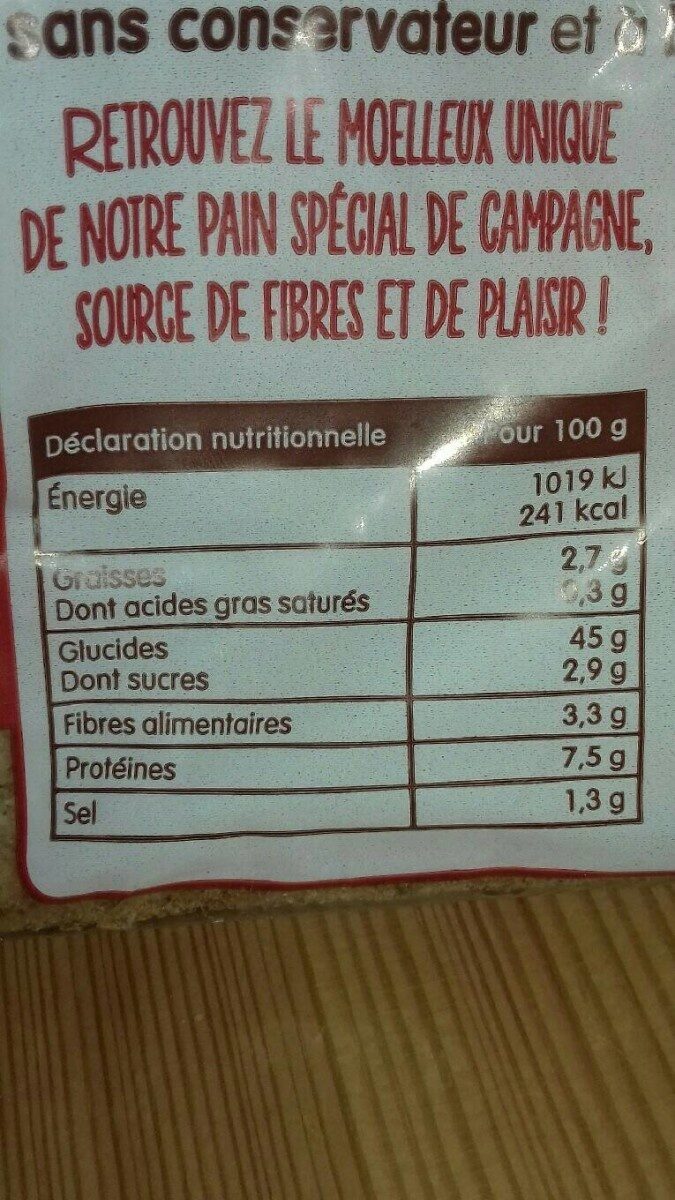 sans conservateur et à
RETROUVEZ LE MOELLEUX UNIQUE
DE NOTRE PAIN SPÉCIAL DE CAMPAGNE,
SOURCE DE FIBRES ET DE PLAISIR !
Déclaration nutritionnelle Pour 100 g
Énergie 1019 kJ
241 kcal
Graisses 2,7 g
Dont acides gras saturés 0,3 g
Glucides 45 g
Dont sucres 2,9 g
Fibres alimentaires 3,3 g
Protéines 7,5 g
Sel 1,3 g